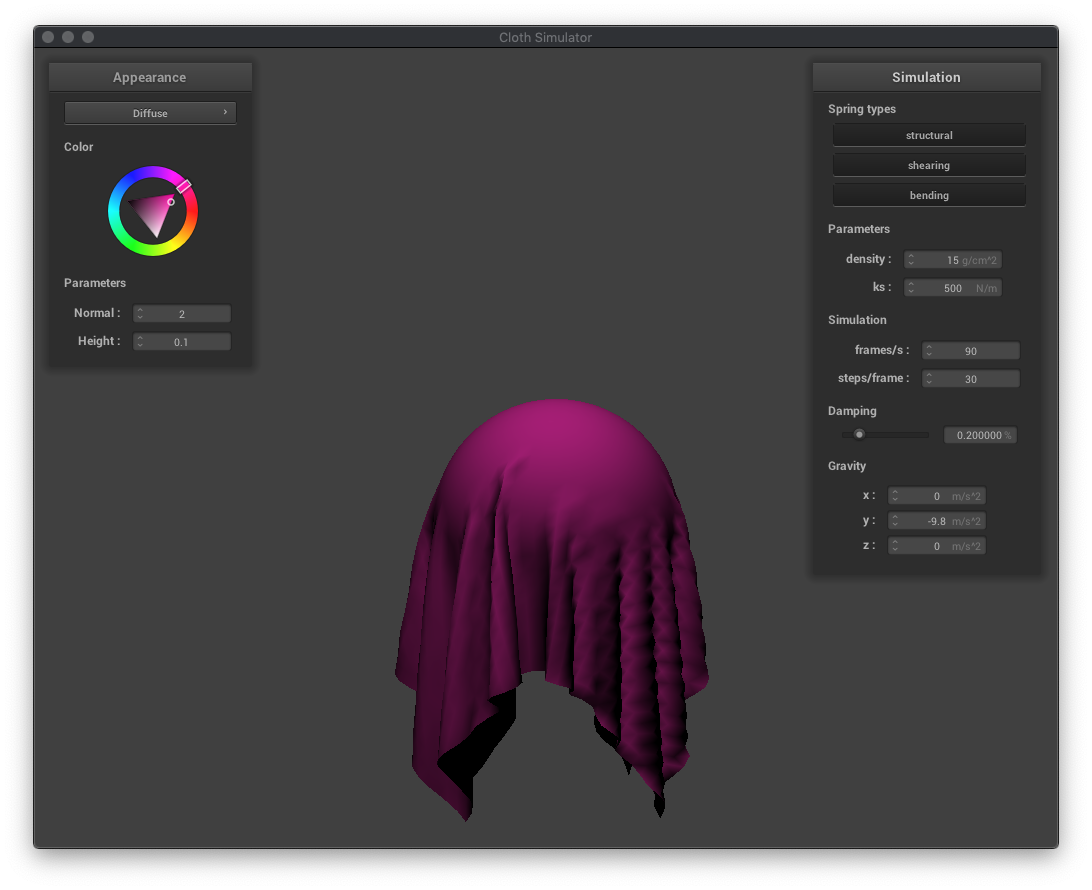 Cloth Simulator
Appearance
Diffuse
Color
Parameters
Normal : 2
Height : 0.1
Simulation
Spring types
structural
shearing
bending
Parameters
density : 15 g/cm^2
ks : 500 N/m
Simulation
frames/s : 90
steps/frame : 30
Damping
0.200000 %
Gravity
x : 0 m/s^2
y : -9.8 m/s^2
z : 0 m/s^2